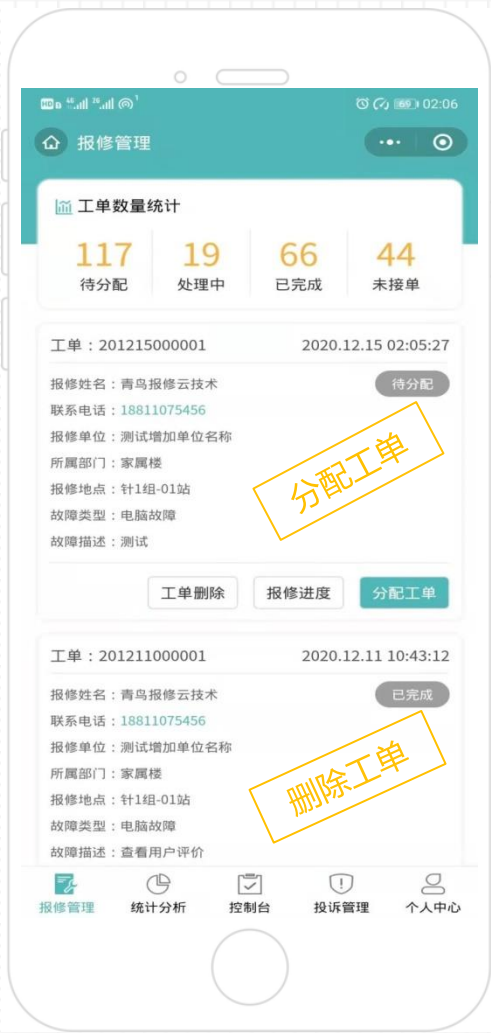 HD 46 26 69 02:06
报修管理
工单数量统计
117 19 66 44
待分配 处理中 已完成 未接单
工单：201215000001 2020.12.15 02:05:27
报修姓名：青鸟报修云技术 待分配
联系电话：18811075456
报修单位：测试增加单位名称
所属部门：家属楼
报修地点：针1组-01站
故障类型：电脑故障
故障描述：测试
分配工单
工单删除 报修进度 分配工单
工单：201211000001 2020.12.11 10:43:12
报修姓名：青鸟报修云技术 已完成
联系电话：18811075456
报修单位：测试增加单位名称
所属部门：家属楼
报修地点：针1组-01站
故障类型：电脑故障
故障描述：查看用户评价
删除工单
报修管理 统计分析 控制台 投诉管理 个人中心